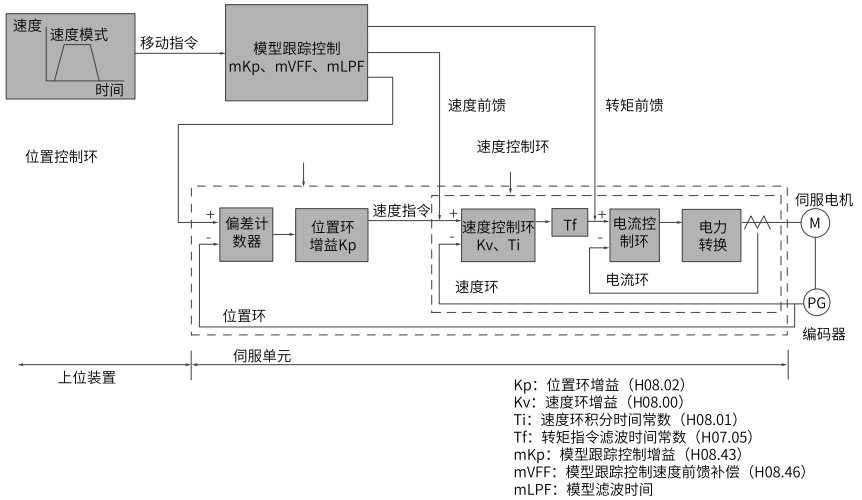 速度
速度模式
时间
移动指令
模型跟踪控制
mKp、mVFF、mLPF
速度前馈
转矩前馈
位置控制环
速度控制环
伺服电机
+
-
偏差计
数器
位置环
增益Kp
速度指令
+
-
速度控制环
Kv、Ti
Tf
+
-
电流控
制环
电力
转换
M
电流环
速度环
PG
位置环
编码器
伺服单元
上位装置
Kp：位置环增益（H08.02）
Kv：速度环增益（H08.00）
Ti：速度环积分时间常数（H08.01）
Tf：转矩指令滤波时间常数（H07.05）
mKp：模型跟踪控制增益（H08.43）
mVFF：模型跟踪控制速度前馈补偿（H08.46）
mLPF：模型滤波时间